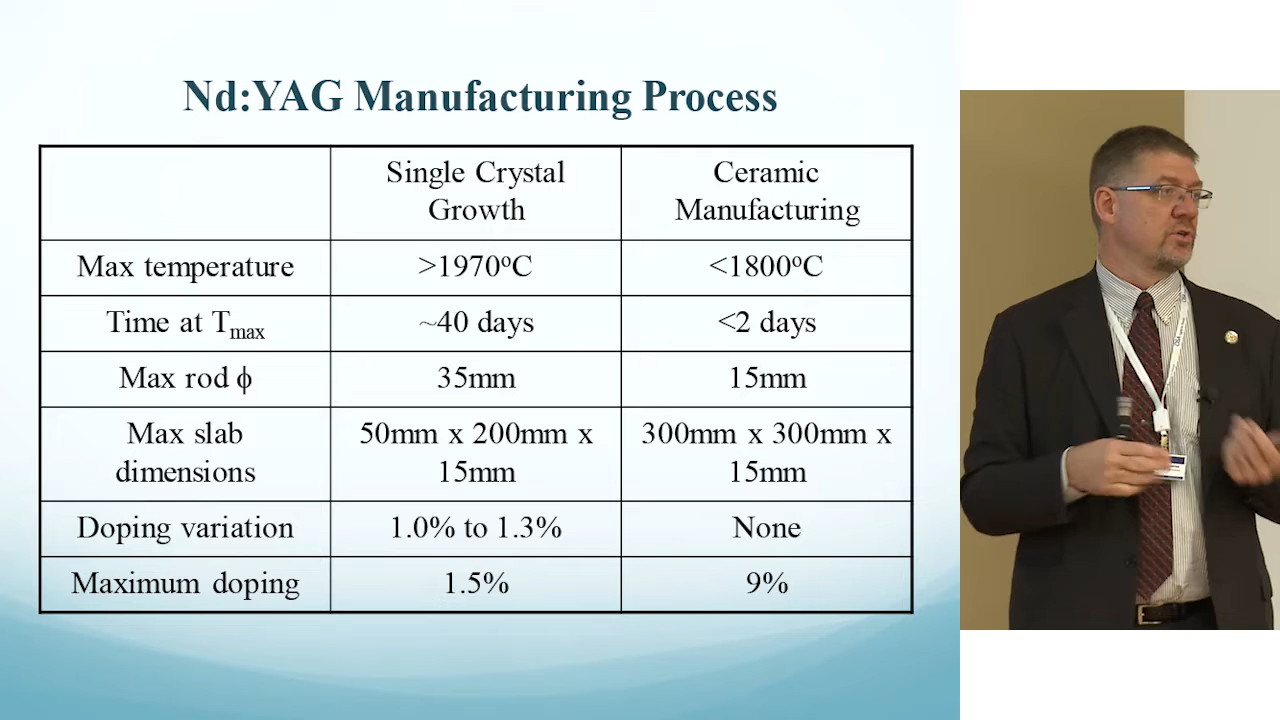 Nd:YAG Manufacturing Process
Single Crystal Growth
Ceramic Manufacturing
Max temperature >1970°C <1800°C
Time at Tmax ~40 days <2 days
Max rod ϕ 35mm 15mm
Max slab dimensions 50mm x 200mm x 15mm 300mm x 300mm x 15mm
Doping variation 1.0% to 1.3% None
Maximum doping 1.5% 9%